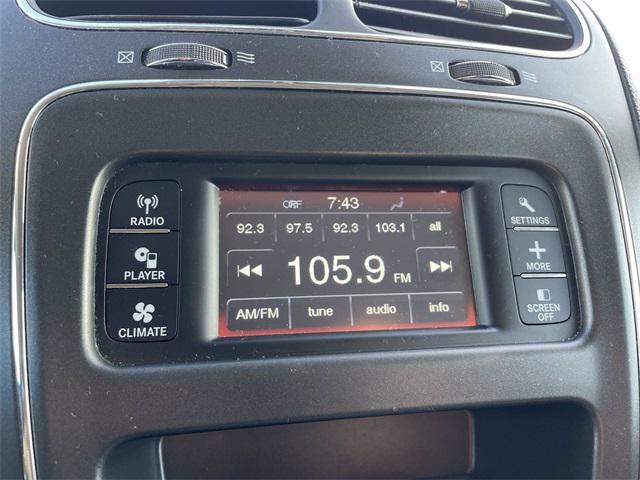 RADIO
PLAYER
CLIMATE
7:43
92.3 97.5 92.3 103.1 all
105.9 FM
AM/FM tune audio info
SETTINGS
MORE
SCREEN
OFF